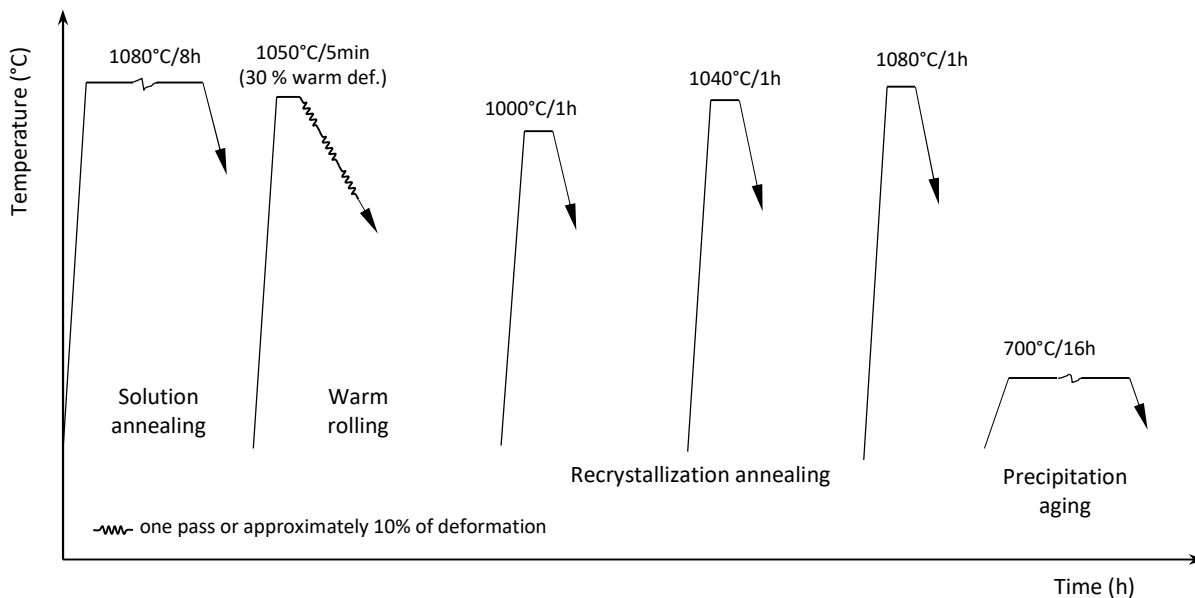 Temperature (°C)
1080°C/8h
1050°C/5min
(30 % warm def.)
1000°C/1h
1040°C/1h
1080°C/1h
700°C/16h
Solution
annealing
Warm
rolling
Recrystallization annealing
Precipitation
aging
one pass or approximately 10% of deformation
Time (h)